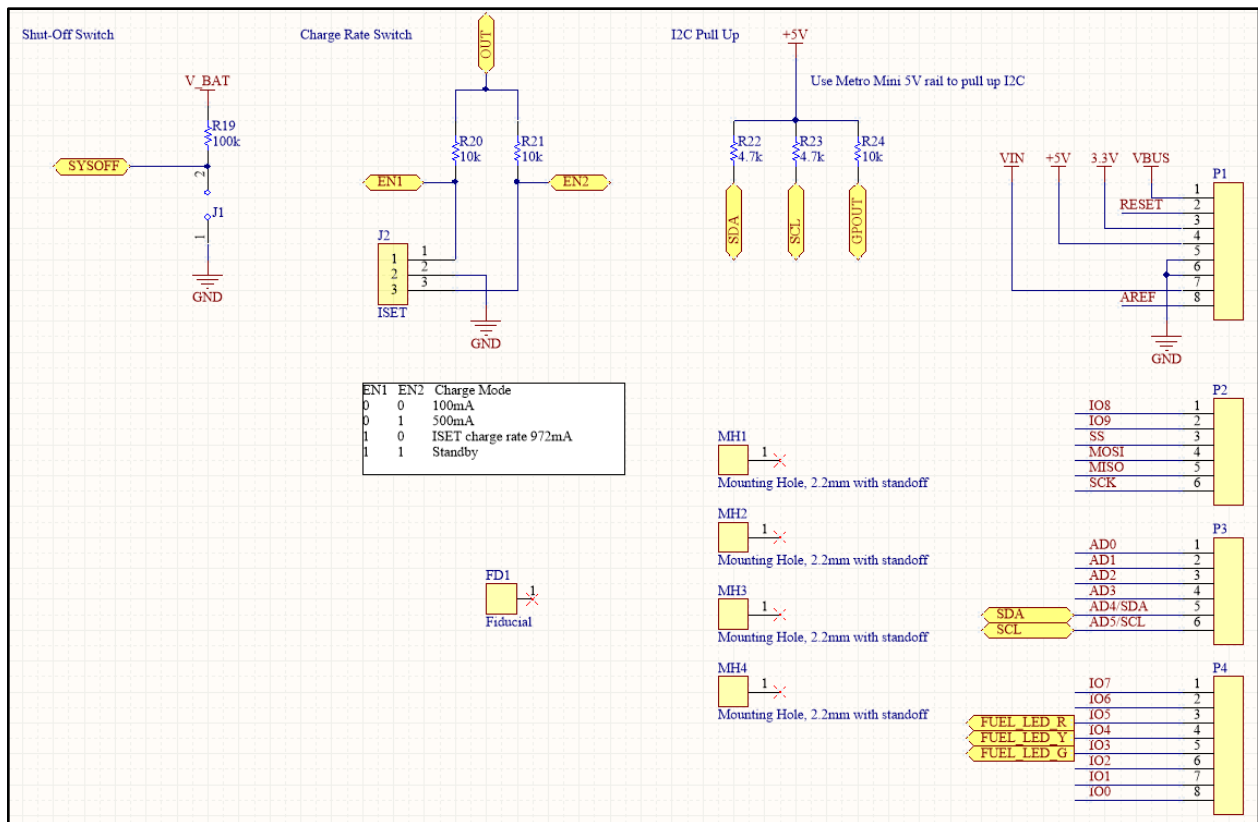 Shut-Off Switch
V_BAT
R19
100k
SYSOFF
2
J1
1
GND
Charge Rate Switch
OUT
R20
10k
R21
10k
EN1
EN2
J2
1 1
2 2
3 3
ISET
GND
EN1 EN2 Charge Mode
0 0 100mA
0 1 500mA
1 0 ISET charge rate 972mA
1 1 Standby
FD1
1
Fiducial
I2C Pull Up
+5V
Use Metro Mini 5V rail to pull up I2C
R22
4.7k
R23
4.7k
R24
10k
SDA
SCL
GPOUT
MH1
1
Mounting Hole, 2.2mm with standoff
MH2
1
Mounting Hole, 2.2mm with standoff
MH3
1
Mounting Hole, 2.2mm with standoff
MH4
1
Mounting Hole, 2.2mm with standoff
VIN +5V 3.3V VBUS
P1
1
RESET 2
3
4
5
6
7
AREF 8
GND
P2
IO8 1
IO9 2
SS 3
MOSI 4
MISO 5
SCK 6
P3
AD0 1
AD1 2
AD2 3
AD3 4
SDA AD4/SDA 5
SCL AD5/SCL 6
P4
IO7 1
IO6 2
FUEL_LED_R IO5 3
FUEL_LED_Y IO4 4
FUEL_LED_G IO3 5
IO2 6
IO1 7
IO0 8